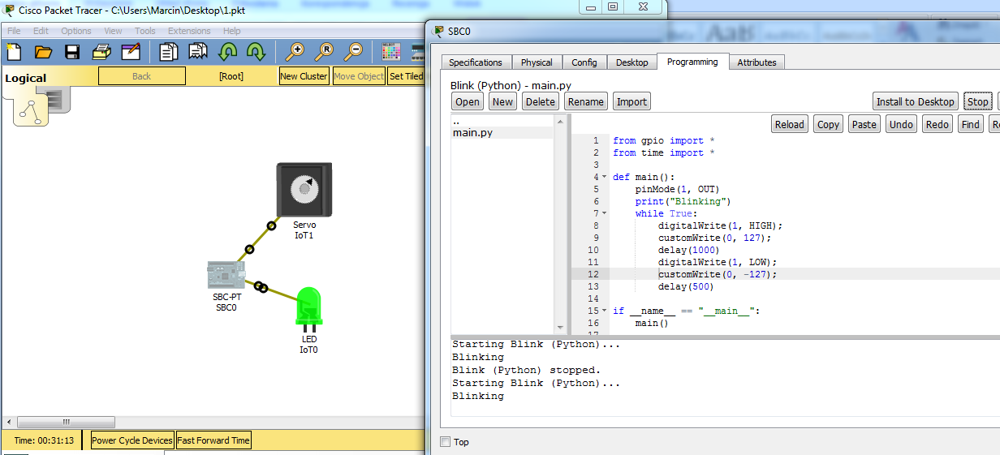 Cisco Packet Tracer - C:\Users\Marcin\Desktop\1.pkt
File Edit Options View Tools Extensions Help
Logical Back [Root] New Cluster Move Object Set Tiled
Servo
IoT1
SBC-PT
SBC0
LED
IoT0
Time: 00:31:13 Power Cycle Devices Fast Forward Time
SBC0
Specifications Physical Config Desktop Programming Attributes
Blink (Python) - main.py
Open New Delete Rename Import Install to Desktop Stop
Reload Copy Paste Undo Redo Find Re
..
main.py
1 from gpio import *
2 from time import *
3
4 def main():
5 pinMode(1, OUT)
6 print("Blinking")
7 while True:
8 digitalWrite(1, HIGH);
9 customWrite(0, 127);
10 delay(1000)
11 digitalWrite(1, LOW);
12 customWrite(0, -127);
13 delay(500)
14
15 if __name__ == "__main__":
16 main()
17
Starting Blink (Python)...
Blinking
Blink (Python) stopped.
Starting Blink (Python)...
Blinking
Top